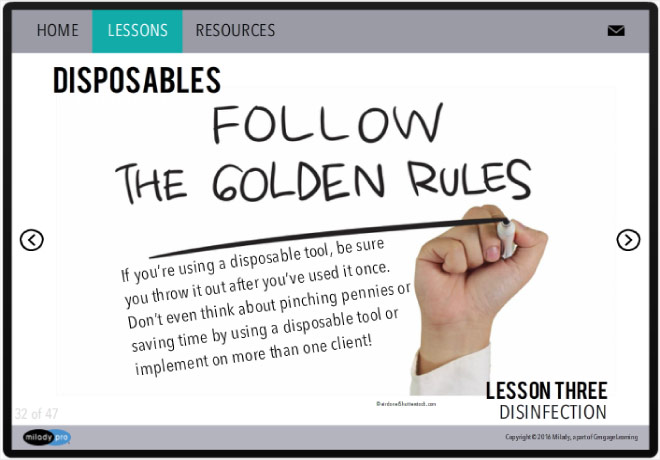 HOME LESSONS RESOURCES
DISPOSABLES
FOLLOW
THE GOLDEN RULES
If you're using a disposable tool, be sure
you throw it out after you've used it once.
Don't even think about pinching pennies or
saving time by using a disposable tool or
implement on more than one client!
LESSON THREE
DISINFECTION
32 of 47
milady pro
Copyright © 2016 Milady, a part of Cengage Learning